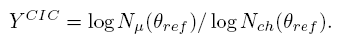 $Y^{CIC} = \log N_{\mu}(\theta_{ref}) / \log N_{ch}(\theta_{ref}).$